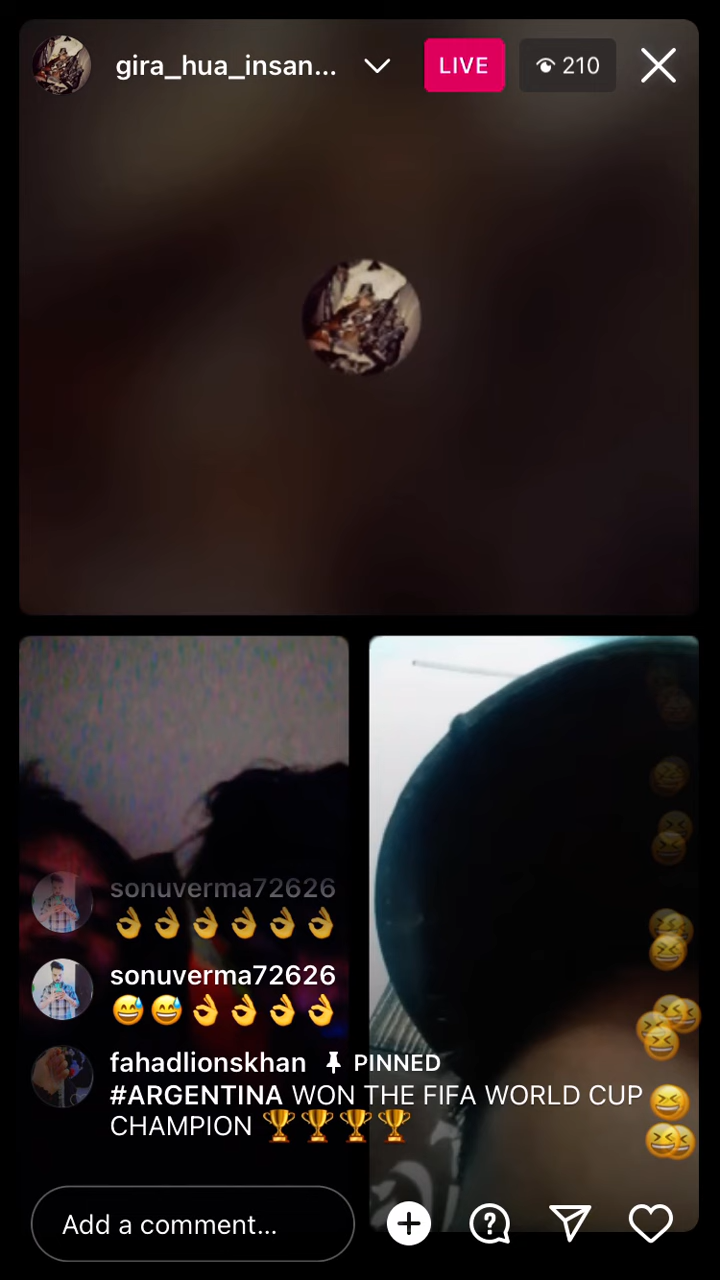 gira_hua_insan...
LIVE
210
sonuverma72626
👌👌👌👌👌👌
sonuverma72626
😅😅👌👌👌👌
fahadlionskhan PINNED
#ARGENTINA WON THE FIFA WORLD CUP
CHAMPION 🏆🏆🏆🏆
Add a comment...